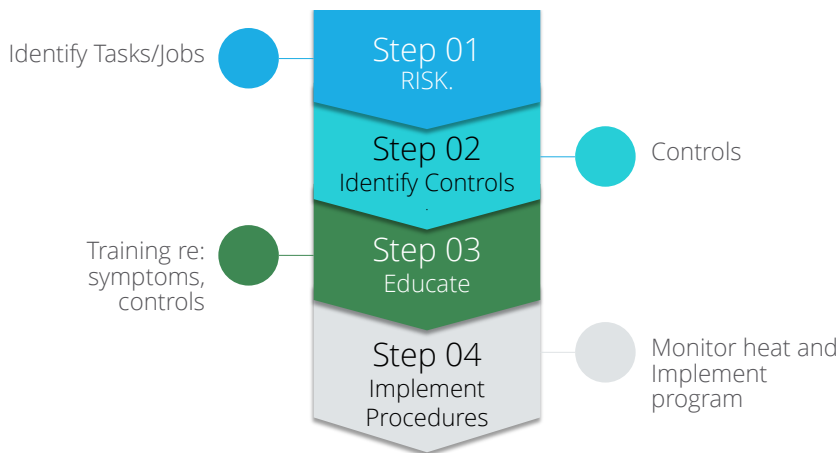 Identify Tasks/Jobs
Step 01
RISK.
Step 02
Identify Controls
.
Controls
Training re:
symptoms,
controls
Step 03
Educate
Step 04
Implement
Procedures
Monitor heat and
Implement
program